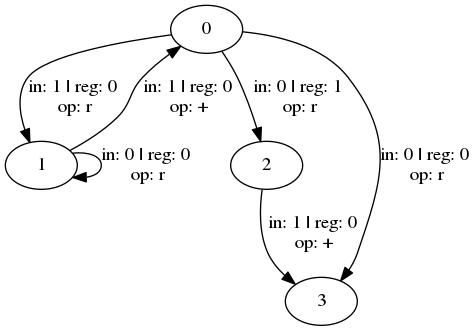 0
in: 1 | reg: 0
op: r
in: 1 | reg: 0
op: +
in: 0 | reg: 1
op: r
1
in: 0 | reg: 0
op: r
2
in: 0 | reg: 0
op: r
in: 1 | reg: 0
op: +
3